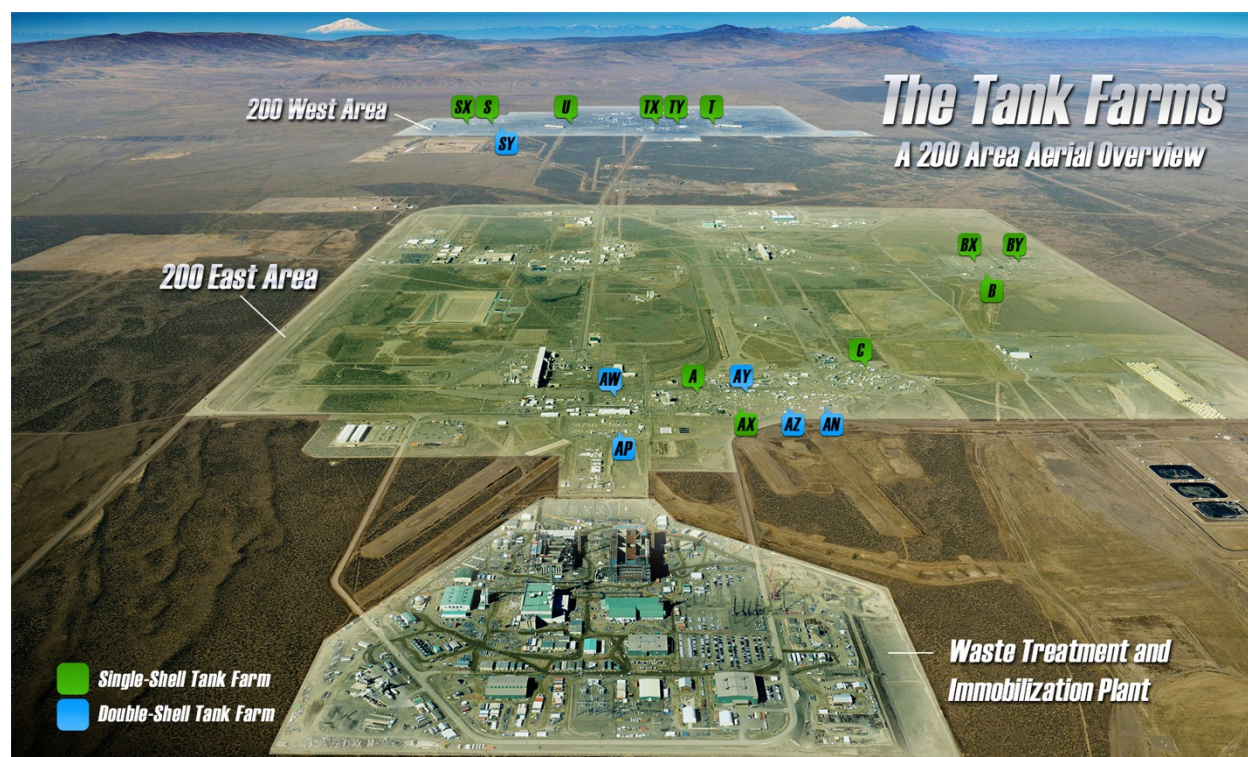 The Tank Farms
A 200 Area Aerial Overview
200 West Area
SX
S
U
TX
TY
T
SY
200 East Area
BX
BY
B
C
AW
A
AY
AX
AZ
AN
AP
Waste Treatment and
Immobilization Plant
Single-Shell Tank Farm
Double-Shell Tank Farm